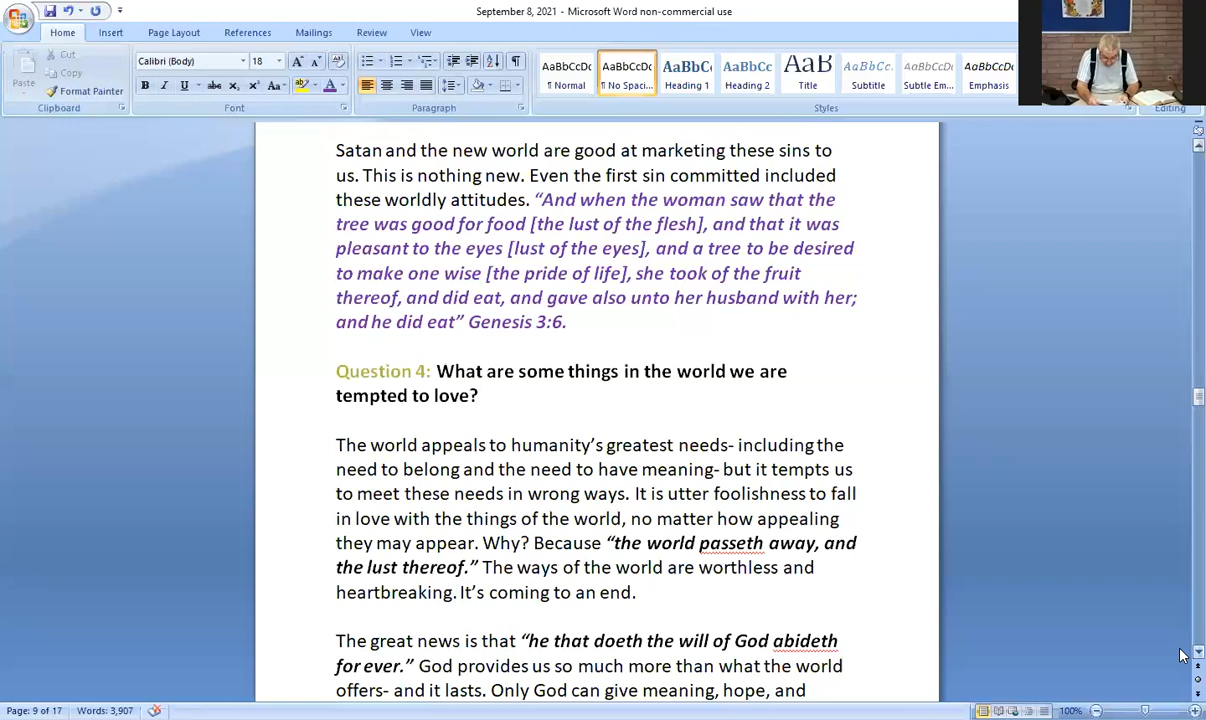 September 8, 2021 - Microsoft Word non-commercial use
Home Insert Page Layout References Mailings Review View
Cut
Copy
Format Painter
Paste
Clipboard
Calibri (Body) 18
Font
Paragraph
AaBbCcDc AaBbCcDc AaBbC AaBbCc AaB AaBbCcI AaBbCcDc AaBbCcDc
¶ Normal ¶ No Spaci... Heading 1 Heading 2 Title Subtitle Subtle Em... Emphasis
Styles
Editing
Satan and the new world are good at marketing these sins to
us. This is nothing new. Even the first sin committed included
these worldly attitudes. “And when the woman saw that the
tree was good for food [the lust of the flesh], and that it was
pleasant to the eyes [lust of the eyes], and a tree to be desired
to make one wise [the pride of life], she took of the fruit
thereof, and did eat, and gave also unto her husband with her;
and he did eat” Genesis 3:6.
Question 4: What are some things in the world we are
tempted to love?
The world appeals to humanity’s greatest needs- including the
need to belong and the need to have meaning- but it tempts us
to meet these needs in wrong ways. It is utter foolishness to fall
in love with the things of the world, no matter how appealing
they may appear. Why? Because “the world passeth away, and
the lust thereof.” The ways of the world are worthless and
heartbreaking. It’s coming to an end.
The great news is that “he that doeth the will of God abideth
for ever.” God provides us so much more than what the world
offers- and it lasts. Only God can give meaning, hope, and
Page: 9 of 17 Words: 3,907 100%